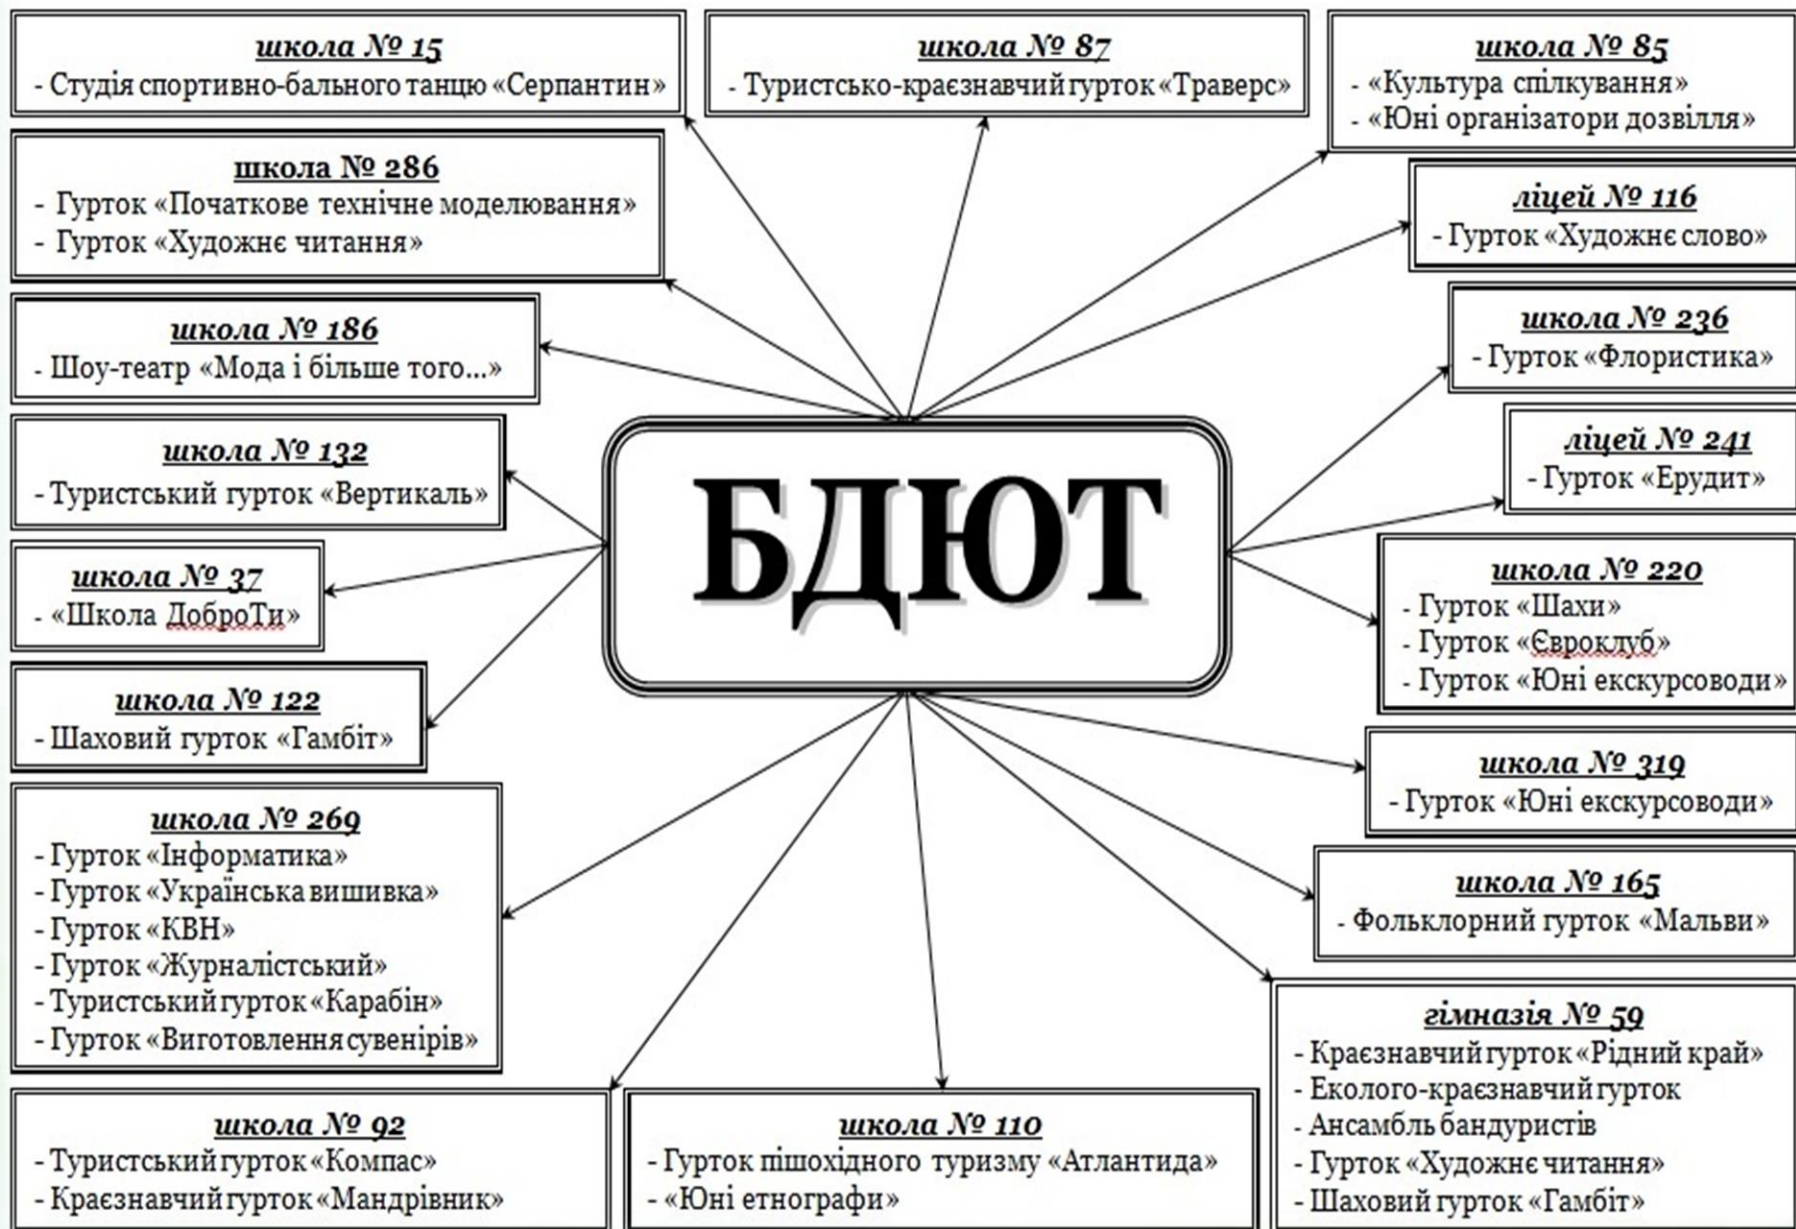 школа № 15
- Студія спортивно-бального танцю «Серпантин»
школа № 87
- Туристсько-краєзнавчий гурток «Траверс»
школа № 85
- «Культура спілкування»
- «Юні організатори дозвілля»
школа № 286
- Гурток «Початкове технічне моделювання»
- Гурток «Художнє читання»
ліцей № 116
- Гурток «Художнє слово»
школа № 186
- Шоу-театр «Мода і більше того...»
школа № 236
- Гурток «Флористика»
школа № 132
- Туристський гурток «Вертикаль»
ліцей № 241
- Гурток «Ерудит»
БДЮТ
школа № 37
- «Школа ДоброТи»
школа № 220
- Гурток «Шахи»
- Гурток «Євроклуб»
- Гурток «Юні екскурсоводи»
школа № 122
- Шаховий гурток «Гамбіт»
школа № 319
- Гурток «Юні екскурсоводи»
школа № 269
- Гурток «Інформатика»
- Гурток «Українська вишивка»
- Гурток «КВН»
- Гурток «Журналістський»
- Туристський гурток «Карабін»
- Гурток «Виготовлення сувенірів»
школа № 165
- Фольклорний гурток «Мальви»
гімназія № 59
- Краєзнавчий гурток «Рідний край»
- Еколого-краєзнавчий гурток
- Ансамбль бандуристів
- Гурток «Художнє читання»
- Шаховий гурток «Гамбіт»
школа № 92
- Туристський гурток «Компас»
- Краєзнавчий гурток «Мандрівник»
школа № 110
- Гурток пішохідного туризму «Атлантида»
- «Юні етнографи»